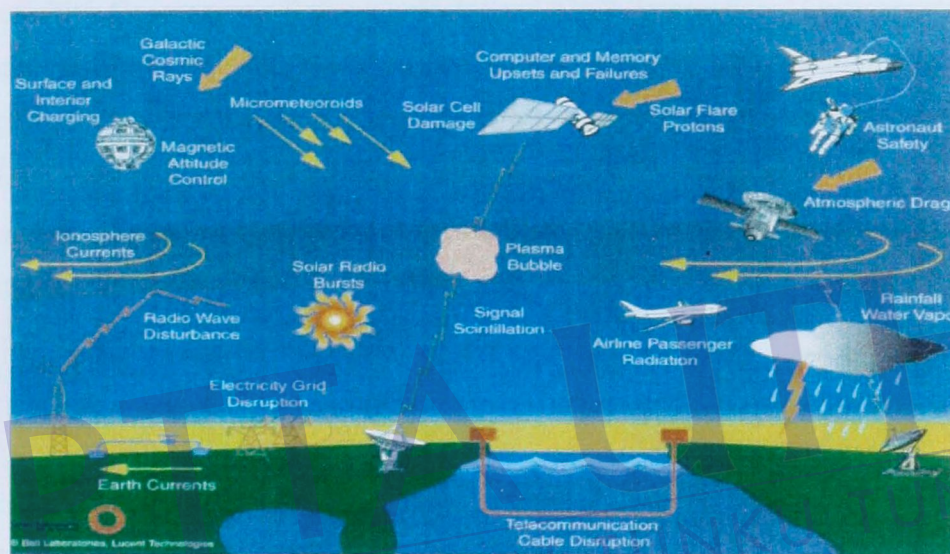 Galactic
Cosmic
Rays
Surface and
Interior
Charging
Micrometeoroids
Magnetic
Attitude
Control
Computer and Memory
Upsets and Failures
Solar Cell
Damage
Solar Flare
Protons
Astronaut
Safety
Atmospheric Drag
Ionosphere
Currents
Solar Radio
Bursts
Plasma
Bubble
Radio Wave
Disturbance
Signal
Scintillation
Airline Passenger
Radiation
Rainfall
Water Vapo
Electricity Grid
Disruption
Earth Currents
Telecommunication
Cable Disruption
© Bell Laboratories, Lucent Technologies